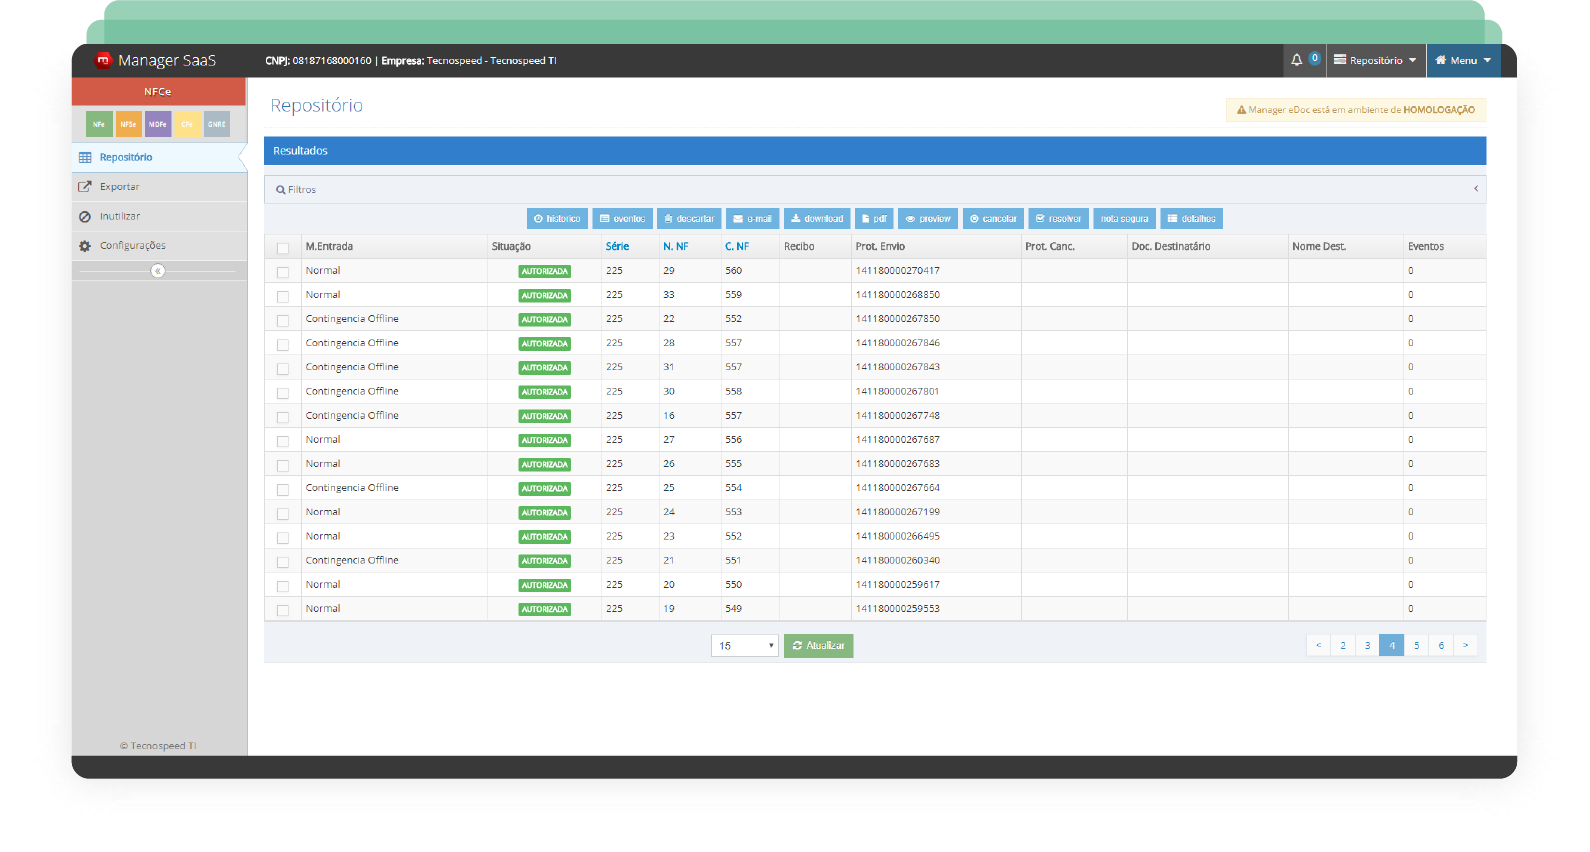 Manager SaaS
CNPJ: 08187168000160 | Empresa: Tecnospeed - Tecnospeed TI
0
Repositório
Menu
NFCe
NFe NFSe MDFe CFe GNRE
Repositório
Exportar
Inutilizar
Configurações
© Tecnospeed TI
Repositório
Manager eDoc está em ambiente de HOMOLOGAÇÃO
Resultados
Filtros
historico eventos descartar e-mail download pdf preview cancelar resolver nota segura detalhes
M.Entrada Situação Série N. NF C. NF Recibo Prot. Envio Prot. Canc. Doc. Destinatário Nome Dest. Eventos
Normal AUTORIZADA 225 29 560 141180000270417 0
Normal AUTORIZADA 225 33 559 141180000268850 0
Contingencia Offline AUTORIZADA 225 22 552 141180000267850 0
Contingencia Offline AUTORIZADA 225 28 557 141180000267846 0
Contingencia Offline AUTORIZADA 225 31 557 141180000267843 0
Contingencia Offline AUTORIZADA 225 30 558 141180000267801 0
Contingencia Offline AUTORIZADA 225 16 557 141180000267748 0
Normal AUTORIZADA 225 27 556 141180000267687 0
Normal AUTORIZADA 225 26 555 141180000267683 0
Contingencia Offline AUTORIZADA 225 25 554 141180000267664 0
Normal AUTORIZADA 225 24 553 141180000267199 0
Normal AUTORIZADA 225 23 552 141180000266495 0
Contingencia Offline AUTORIZADA 225 21 551 141180000260340 0
Normal AUTORIZADA 225 20 550 141180000259617 0
Normal AUTORIZADA 225 19 549 141180000259553 0
15 Atualizar
< 2 3 4 5 6 >